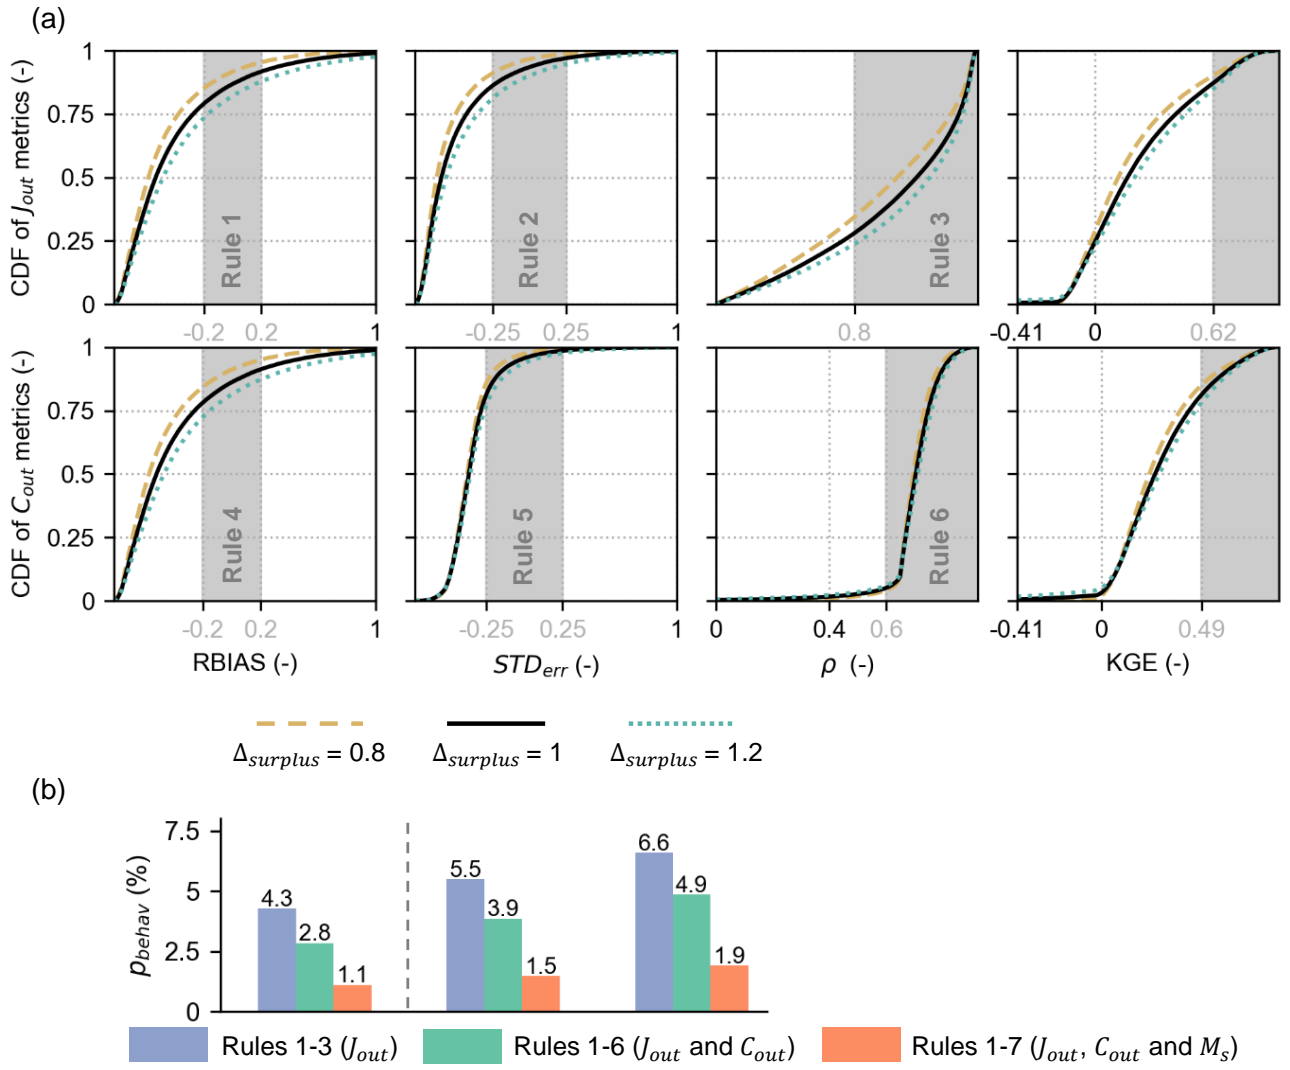 (a)
CDF of J_out metrics (-)
1
0.75
0.5
0.25
0
Rule 1
Rule 2
Rule 3
-0.2 0.2 1
-0.25 0.25 1
0.8
-0.41 0 0.62
CDF of C_out metrics (-)
1
0.75
0.5
0.25
0
Rule 4
Rule 5
Rule 6
-0.2 0.2 1
-0.25 0.25 1
0 0.4 0.6
-0.41 0 0.49
RBIAS (-)
STD_err (-)
ρ (-)
KGE (-)
Δ_surplus = 0.8
Δ_surplus = 1
Δ_surplus = 1.2
(b)
p_behav (%)
7.5
5
2.5
0
4.3
2.8
1.1
5.5
3.9
1.5
6.6
4.9
1.9
Rules 1-3 (J_out)
Rules 1-6 (J_out and C_out)
Rules 1-7 (J_out, C_out and M_s)